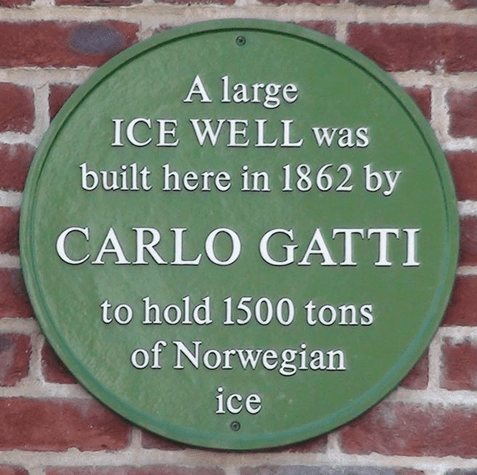 A large
ICE WELL was
built here in 1862 by
CARLO GATTI
to hold 1500 tons
of Norwegian
ice